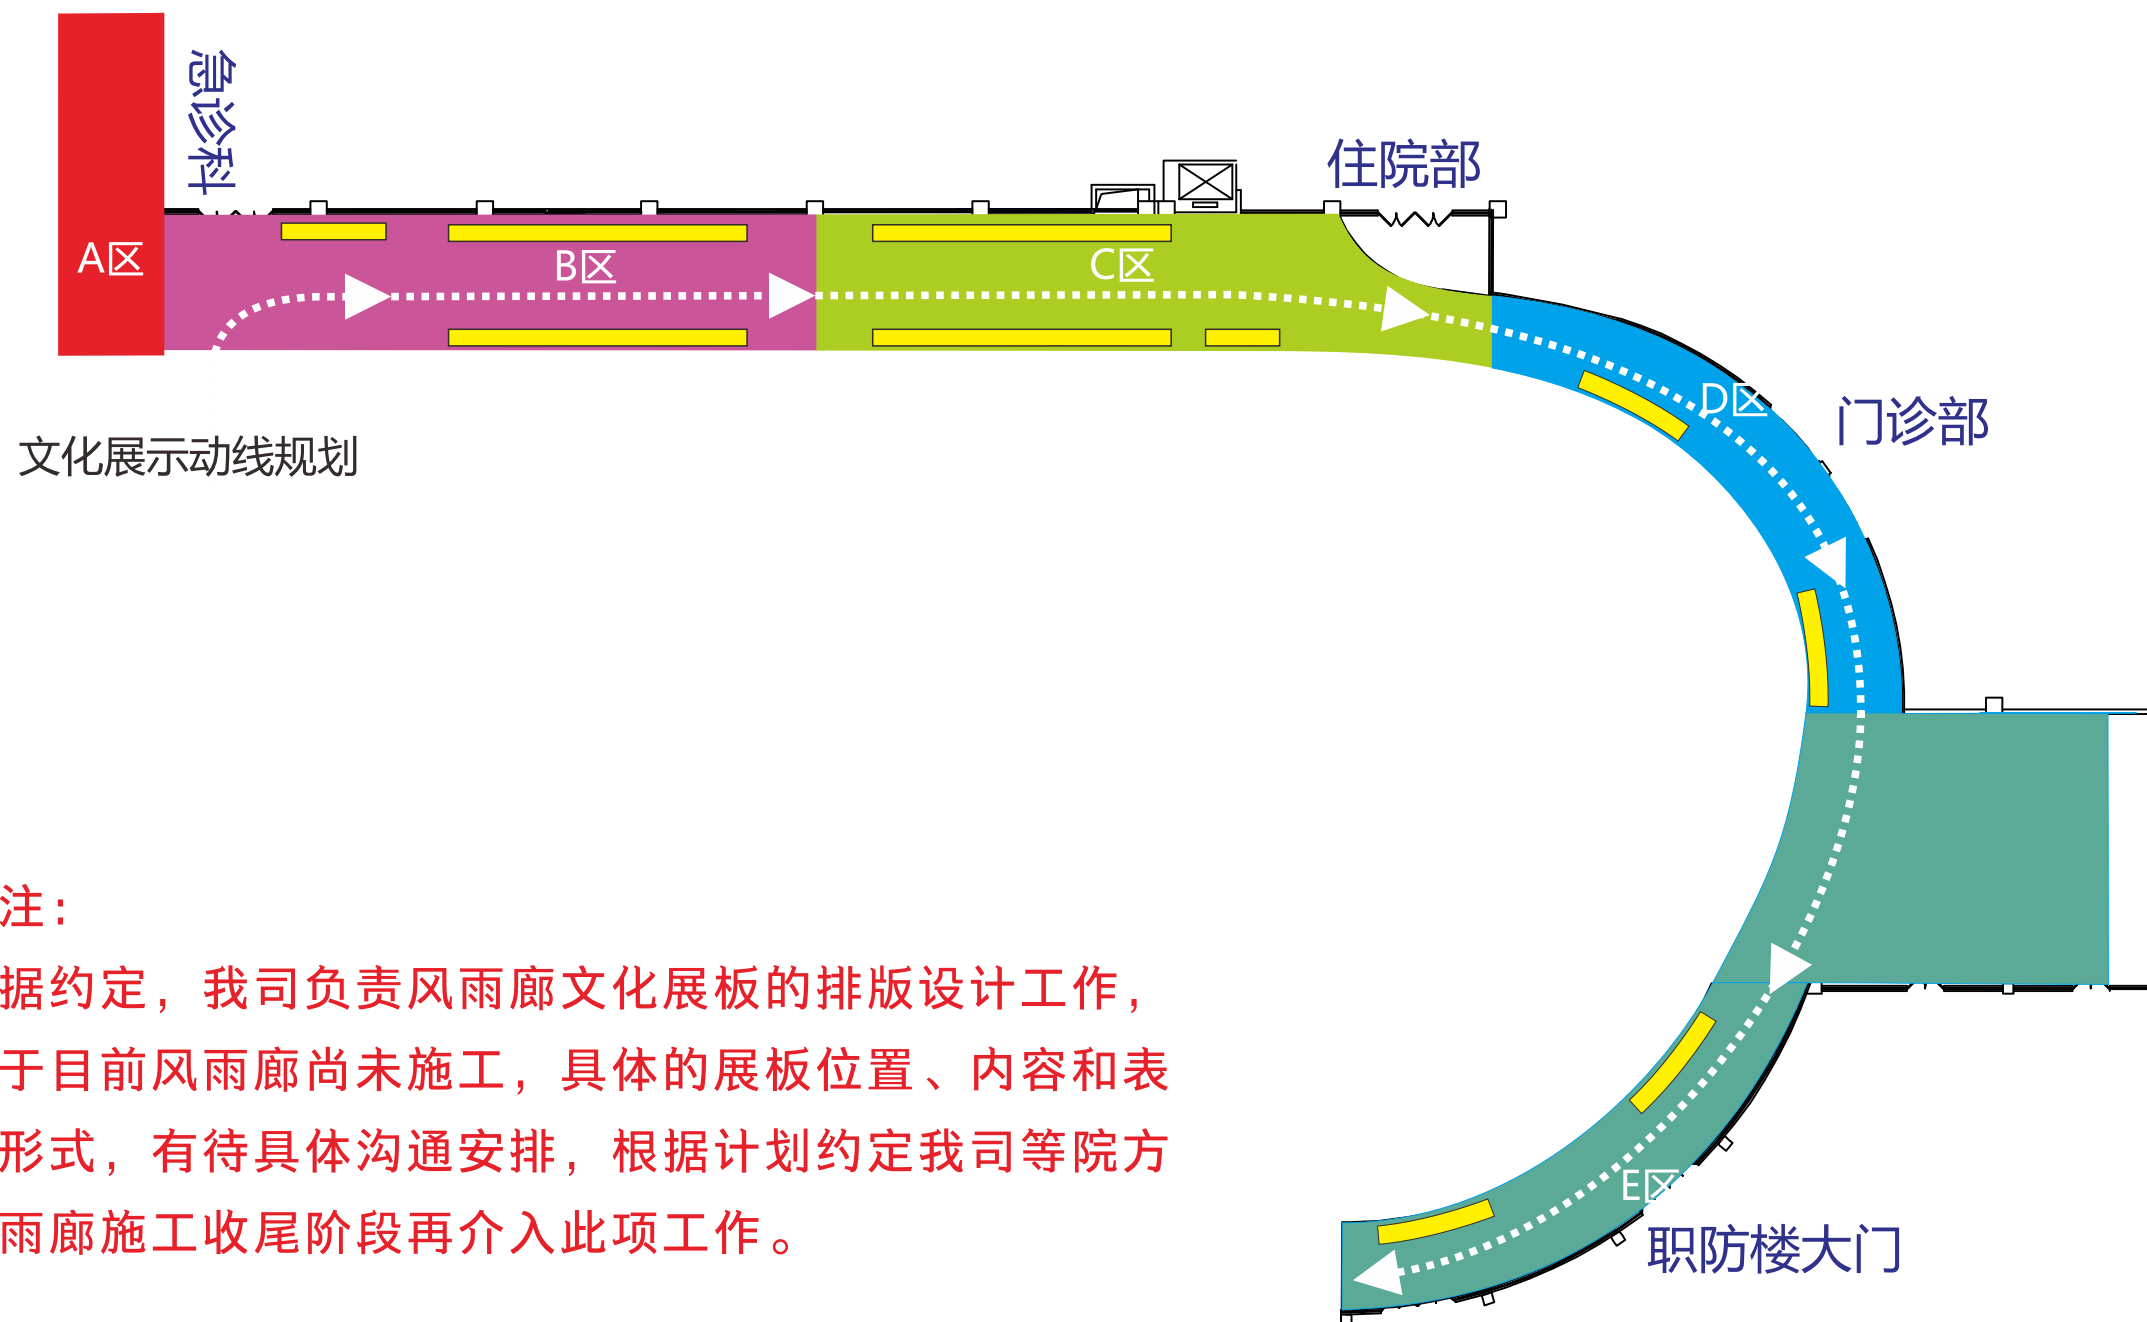 急诊科
住院部
A区
B区
C区
D区
门诊部
文化展示动线规划
注：
据约定，我司负责风雨廊文化展板的排版设计工作，
于目前风雨廊尚未施工，具体的展板位置、内容和表
形式，有待具体沟通安排，根据计划约定我司等院方
雨廊施工收尾阶段再介入此项工作。
E区
职防楼大门